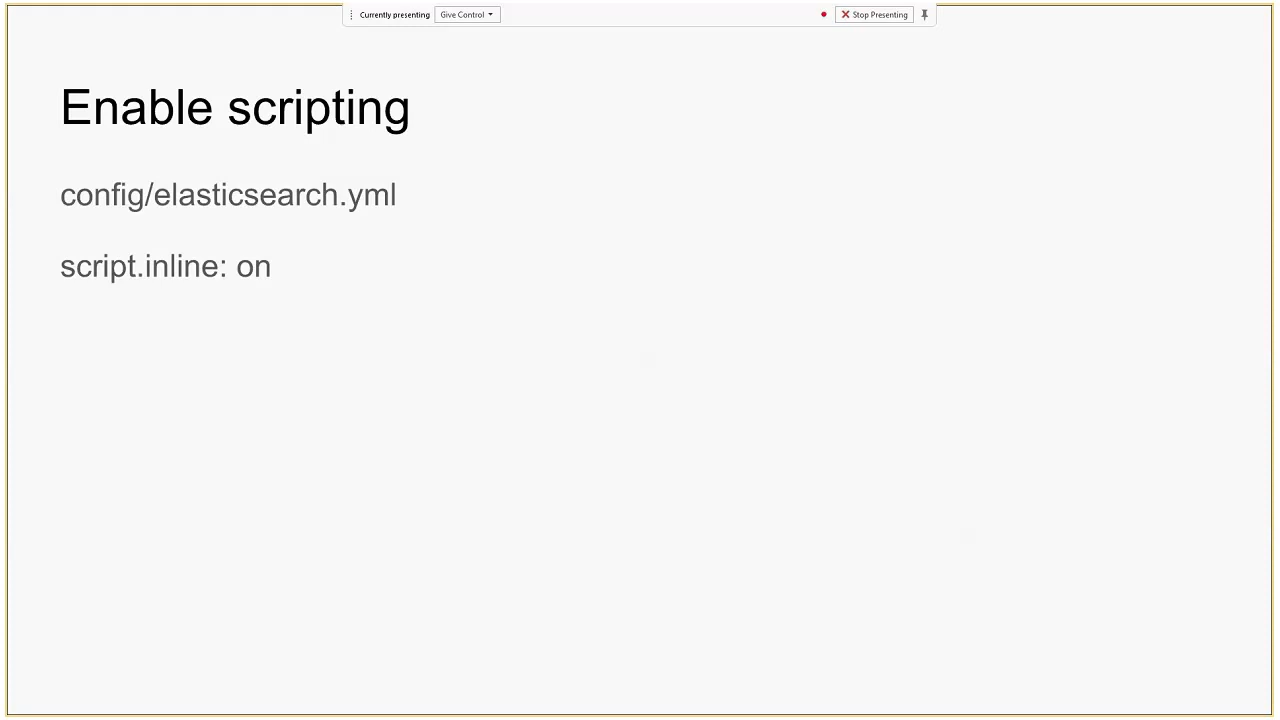 Currently presenting Give Control Stop Presenting
Enable scripting
config/elasticsearch.yml
script.inline: on